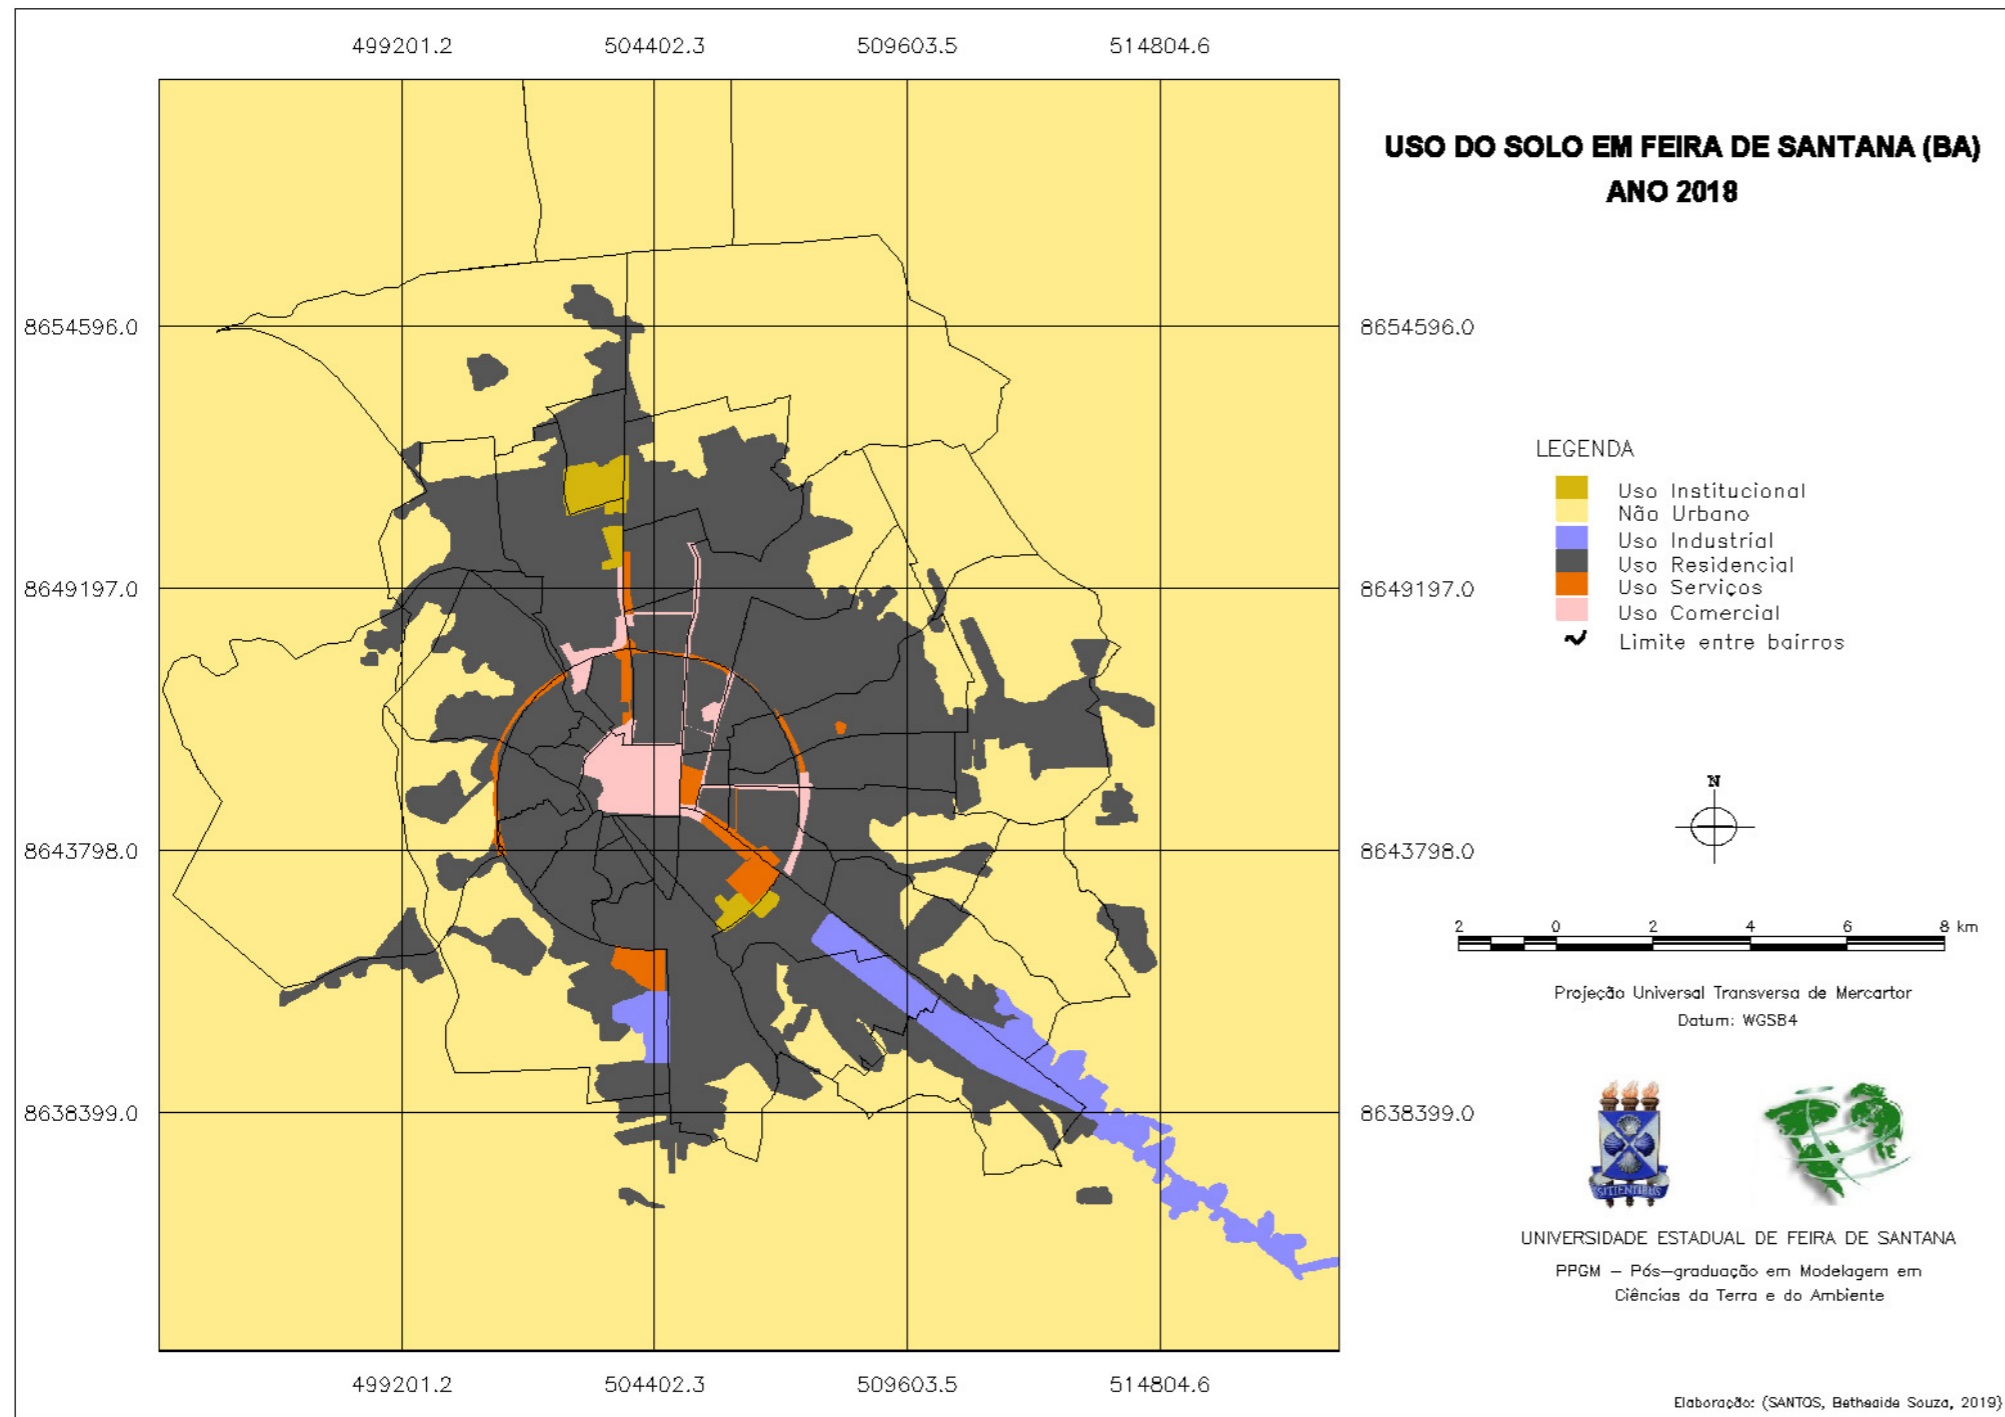 499201.2 504402.3 509603.5 514804.6
USO DO SOLO EM FEIRA DE SANTANA (BA)
ANO 2018
8654596.0 8654596.0
LEGENDA
Uso Institucional
Não Urbano
Uso Industrial
Uso Residencial
Uso Serviços
Uso Comercial
Limite entre bairros
8649197.0 8649197.0
N
8643798.0 8643798.0
2 0 2 4 6 8 km
Projeção Universal Transversa de Mercartor
Datum: WGS84
8638399.0 8638399.0
SITIENTIBUS
UNIVERSIDADE ESTADUAL DE FEIRA DE SANTANA
PPGM – Pós–graduação em Modelagem em
Ciências da Terra e do Ambiente
499201.2 504402.3 509603.5 514804.6
Elaboração: (SANTOS, Betheaide Souza, 2019)